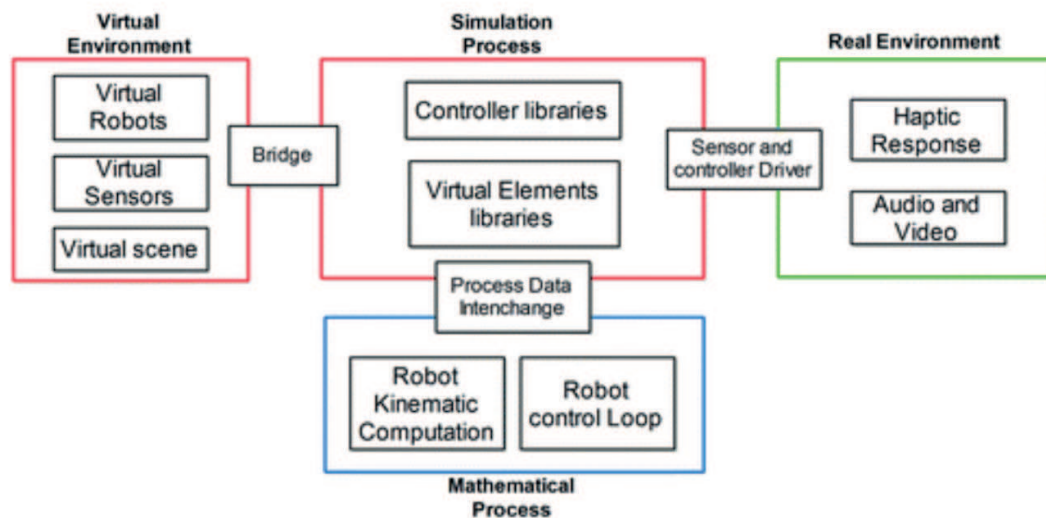 Virtual
Environment
Simulation
Process
Real Environment
Virtual
Robots
Virtual
Sensors
Virtual scene
Bridge
Controller libraries
Virtual Elements
libraries
Sensor and
controller Driver
Haptic
Response
Audio and
Video
Process Data
Interchange
Robot
Kinematic
Computation
Robot
control Loop
Mathematical
Process